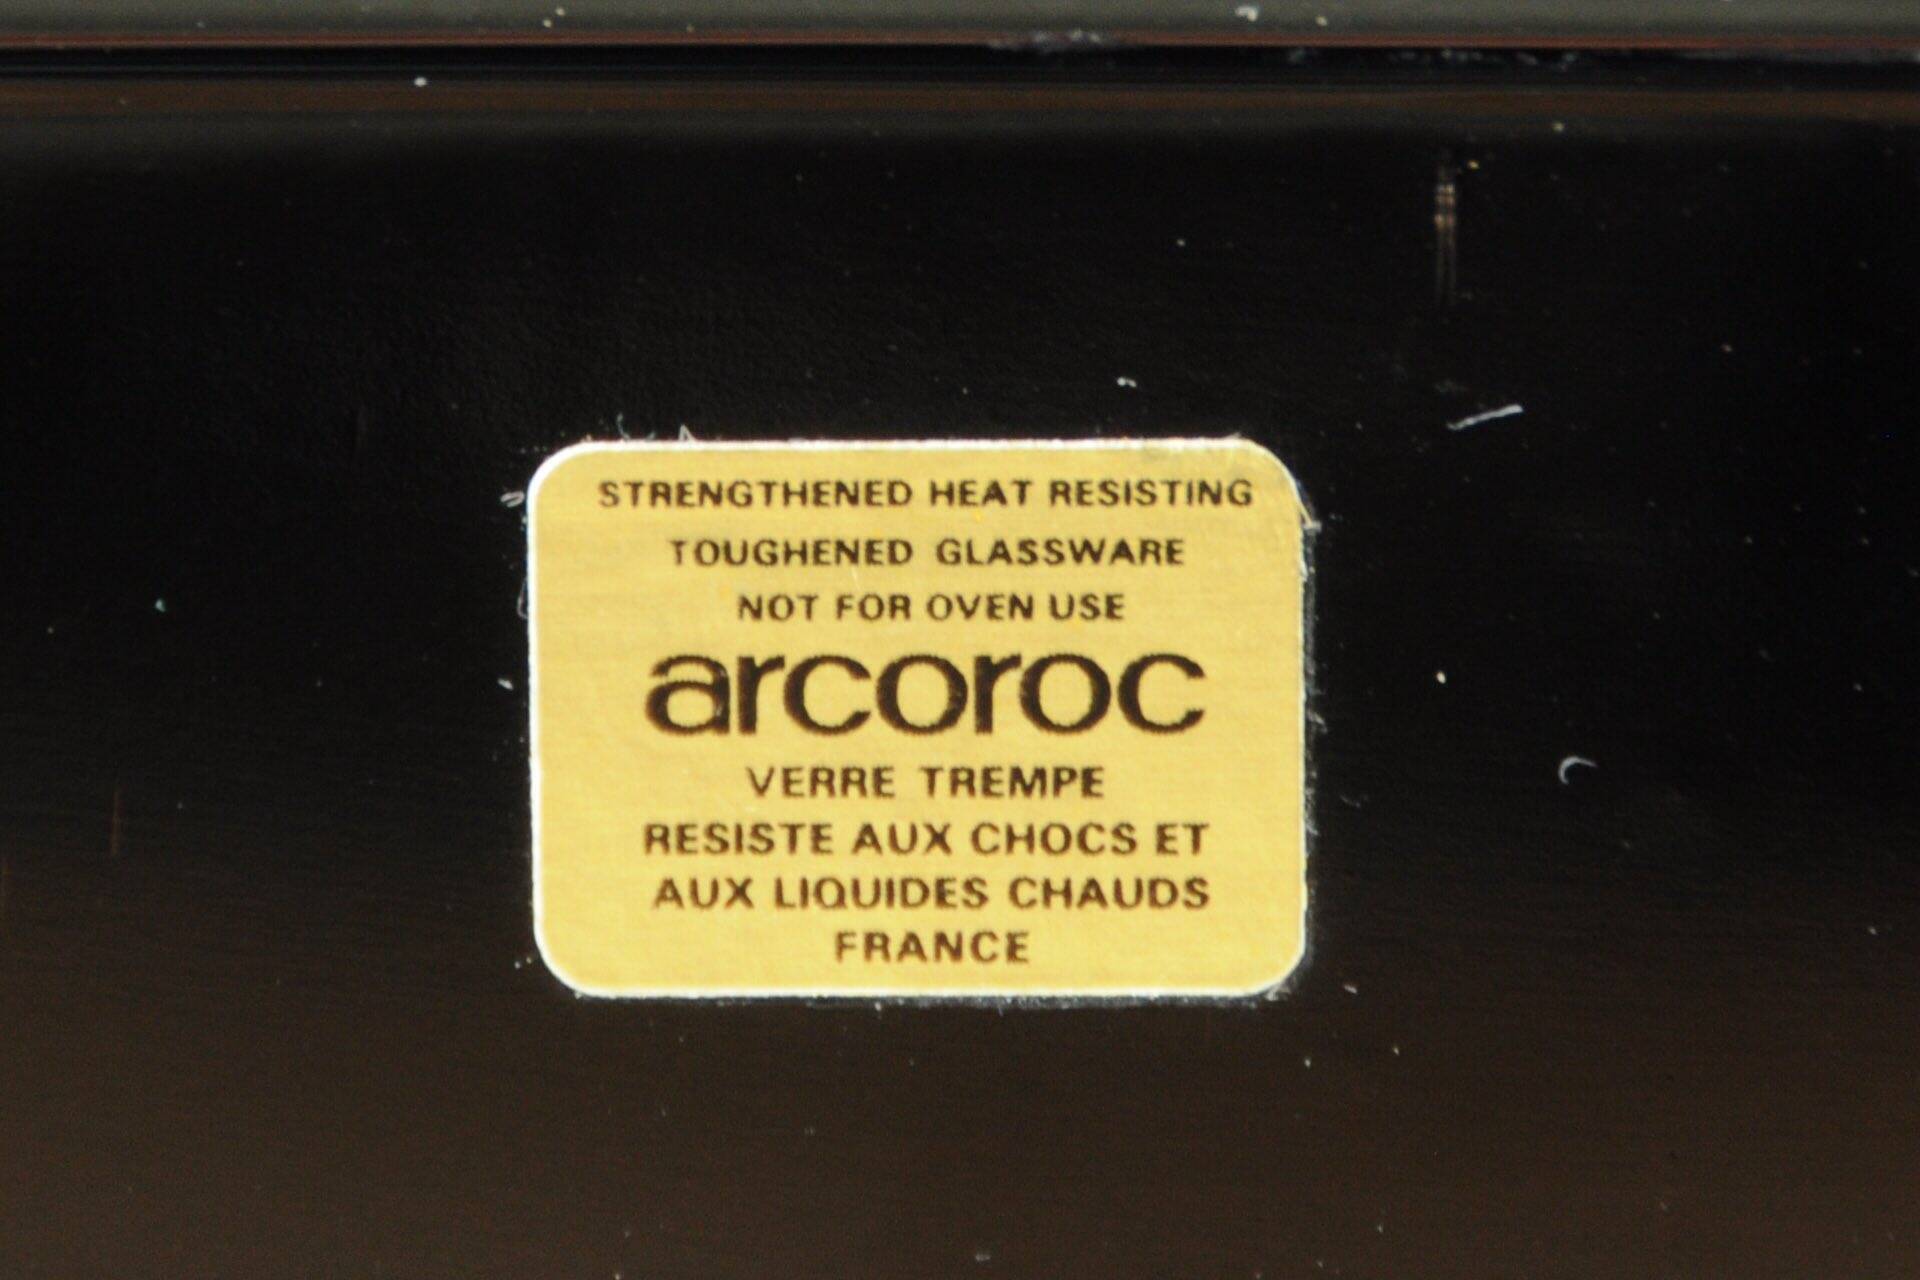 STRENGTHENED HEAT RESISTING
TOUGHENED GLASSWARE
NOT FOR OVEN USE
arcoroc
VERRE TREMPE
RESISTE AUX CHOCS ET
AUX LIQUIDES CHAUDS
FRANCE